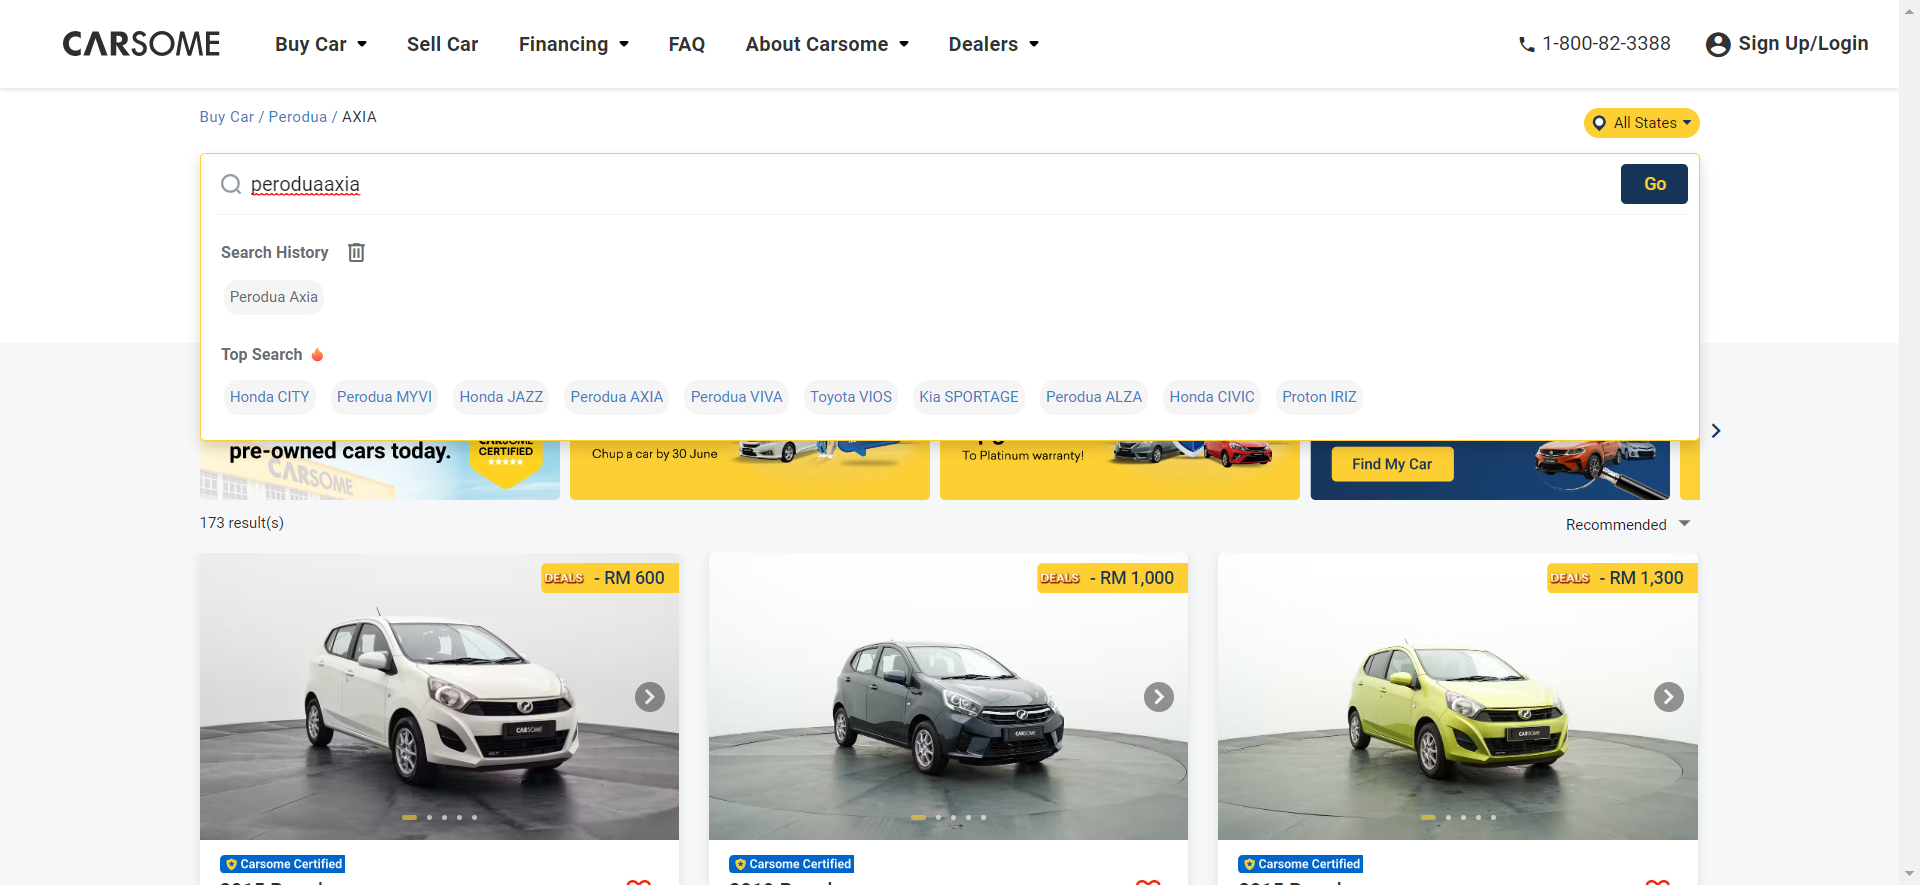 CARSOME
Buy Car
Sell Car
Financing
FAQ
About Carsome
Dealers
1-800-82-3388
Sign Up/Login
Buy Car / Perodua / AXIA
All States
peroduaaxia
Go
Search History
Perodua Axia
Top Search
Honda CITY
Perodua MYVI
Honda JAZZ
Perodua AXIA
Perodua VIVA
Toyota VIOS
Kia SPORTAGE
Perodua ALZA
Honda CIVIC
Proton IRIZ
pre-owned cars today.
CARSOME
CARSOME
CERTIFIED
Chup a car by 30 June
To Platinum warranty!
Find My Car
173 result(s)
Recommended
DEALS - RM 600
DEALS - RM 1,000
DEALS - RM 1,300
CARSOME
CARSOME
CARSOME
Carsome Certified
Carsome Certified
Carsome Certified